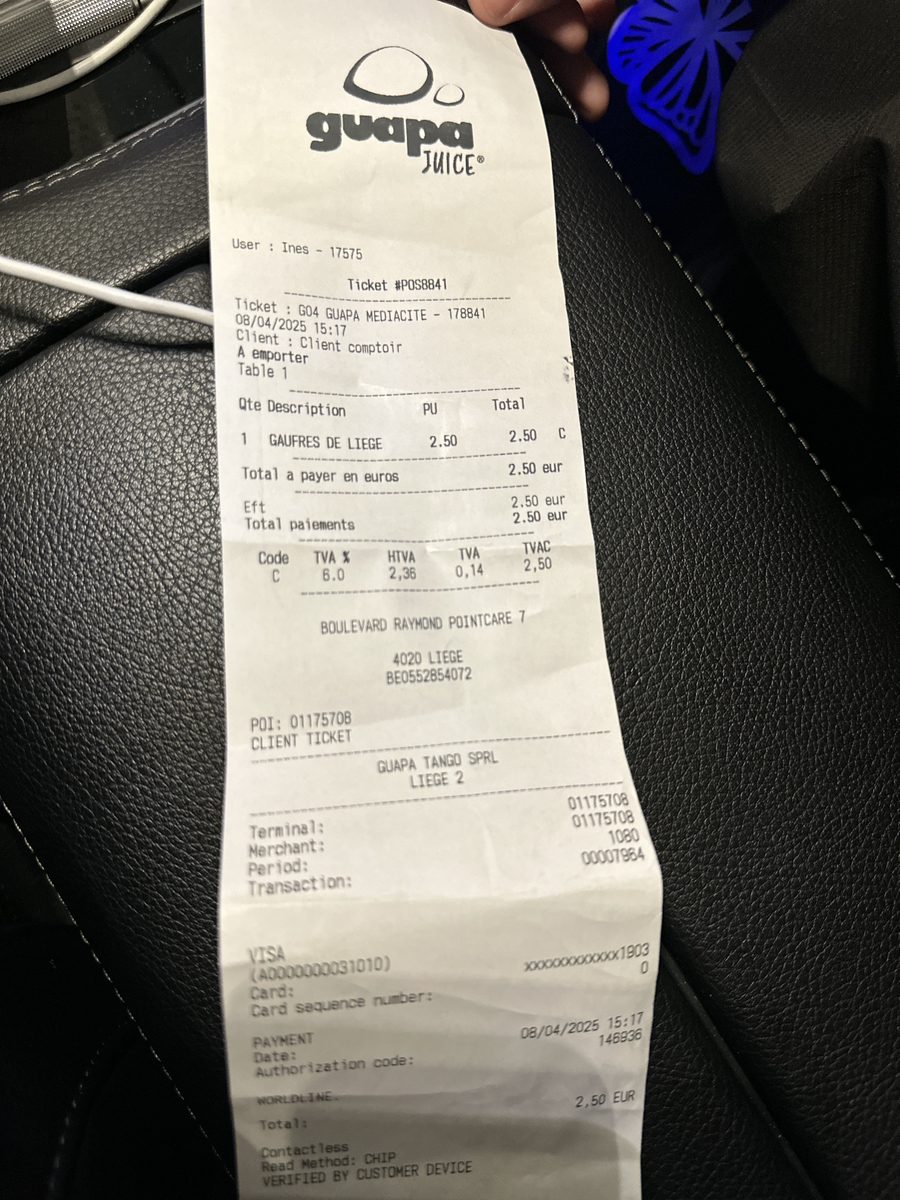 guapa
JUICE®
User : Ines - 17575
Ticket #POS8841
Ticket : G04 GUAPA MEDIACITE - 178841
08/04/2025 15:17
Client : Client comptoir
A emporter
Table 1
Qte Description PU Total
1 GAUFRES DE LIEGE 2.50 2.50 C
Total a payer en euros 2.50 eur
Eft 2.50 eur
Total paiements 2.50 eur
Code TVA % HTVA TVA TVAC
C 6.0 2,36 0,14 2,50
BOULEVARD RAYMOND POINTCARE 7
4020 LIEGE
BE0552854072
POI: 01175708
CLIENT TICKET
GUAPA TANGO SPRL
LIEGE 2
Terminal: 01175708
Merchant: 01175708
Period: 1080
Transaction: 00007984
VISA
(A0000000031010)
Card: xxxxxxxxxxxx1903
Card sequence number: 0
PAYMENT
Date: 08/04/2025 15:17
Authorization code: 146936
WORLDLINE.
Total: 2,50 EUR
Contactless
Read Method: CHIP
VERIFIED BY CUSTOMER DEVICE